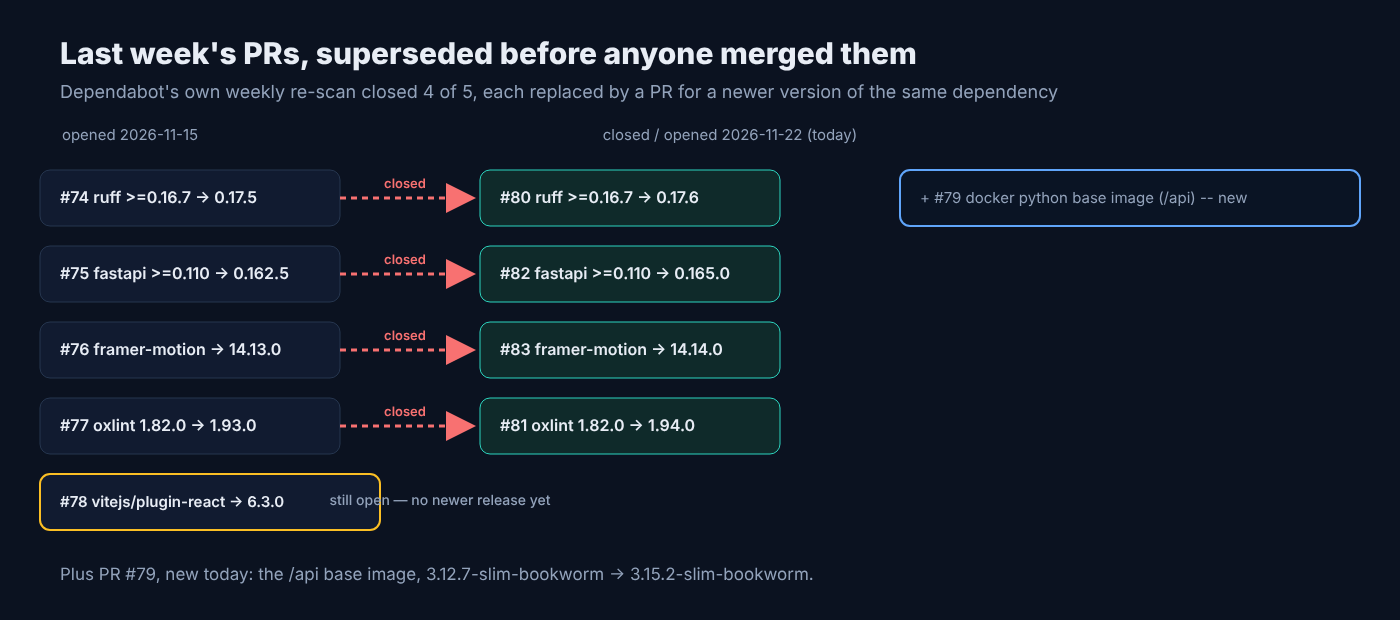 Last week's PRs, superseded before anyone merged them
Dependabot's own weekly re-scan closed 4 of 5, each replaced by a PR for a newer version of the same dependency
opened 2026-11-15
closed / opened 2026-11-22 (today)
#74 ruff >=0.16.7 → 0.17.5
closed
#80 ruff >=0.16.7 → 0.17.6
+ #79 docker python base image (/api) -- new
#75 fastapi >=0.110 → 0.162.5
closed
#82 fastapi >=0.110 → 0.165.0
#76 framer-motion → 14.13.0
closed
#83 framer-motion → 14.14.0
#77 oxlint 1.82.0 → 1.93.0
closed
#81 oxlint 1.82.0 → 1.94.0
#78 vitejs/plugin-react → 6.3.0
still open — no newer release yet
Plus PR #79, new today: the /api base image, 3.12.7-slim-bookworm → 3.15.2-slim-bookworm.